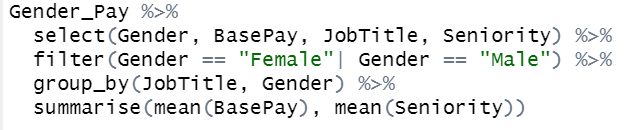 Gender_Pay %>%
  select(Gender, BasePay, JobTitle, Seniority) %>%
  filter(Gender == "Female"| Gender == "Male") %>%
  group_by(JobTitle, Gender) %>%
  summarise(mean(BasePay), mean(Seniority))